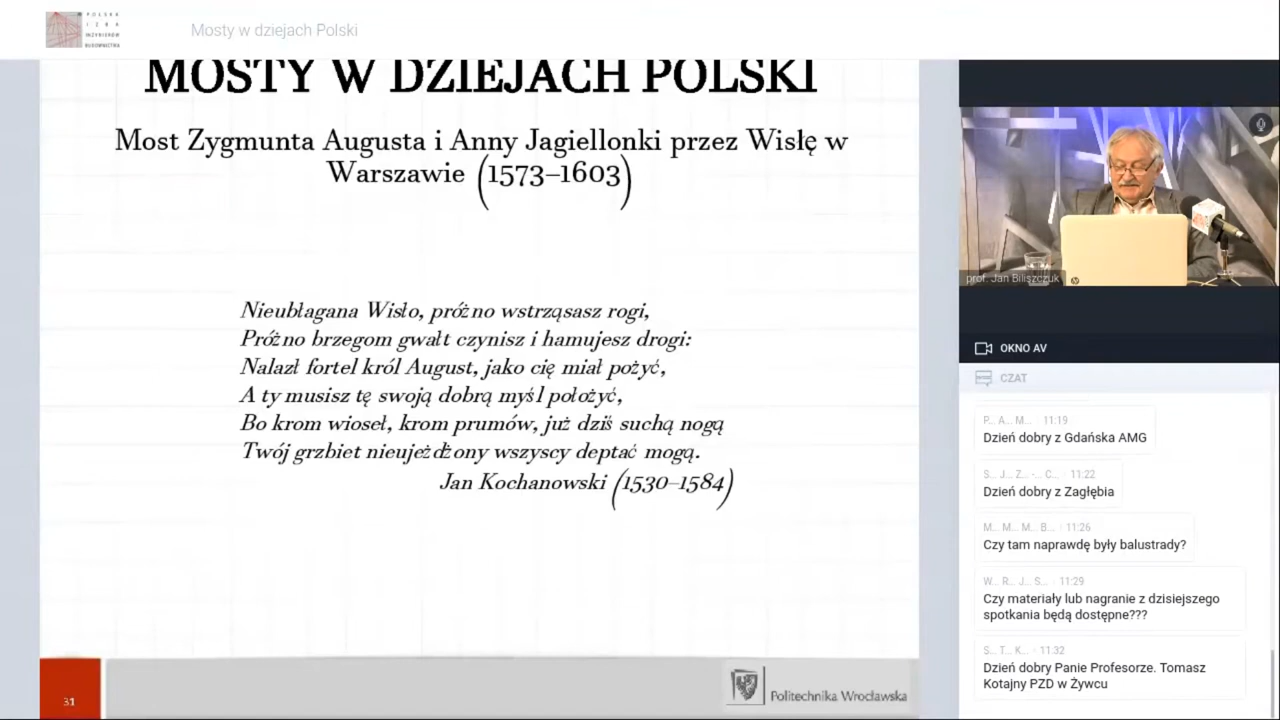 POLSKA
IZBA
INŻYNIERÓW
BUDOWNICTWA
Mosty w dziejach Polski
MOSTY W DZIEJACH POLSKI
Most Zygmunta Augusta i Anny Jagiellonki przez Wisłę w
Warszawie (1573–1603)
Nieubłagana Wisło, próżno wstrząsasz rogi,
Próżno brzegom gwałt czynisz i hamujesz drogi:
Nalazł fortel król August, jako cię miał pożyć,
A ty musisz tę swoją dobrą myśl położyć,
Bo krom wioseł, krom prumów, już dziś suchą nogą
Twój grzbiet nieujeżdżony wszyscy deptać mogą.
Jan Kochanowski (1530–1584)
31
Politechnika Wrocławska
prof. Jan Biliszczuk
OKNO AV
CZAT
P... A... M... · 11:19
Dzień dobry z Gdańska AMG
S... J... Z... -... C... · 11:22
Dzień dobry z Zagłębia
M... M... M... B... · 11:26
Czy tam naprawdę były balustrady?
W... R... J... S... · 11:29
Czy materiały lub nagranie z dzisiejszego
spotkania będą dostępne???
S... T... K... · 11:32
Dzień dobry Panie Profesorze. Tomasz
Kotajny PZD w Żywcu